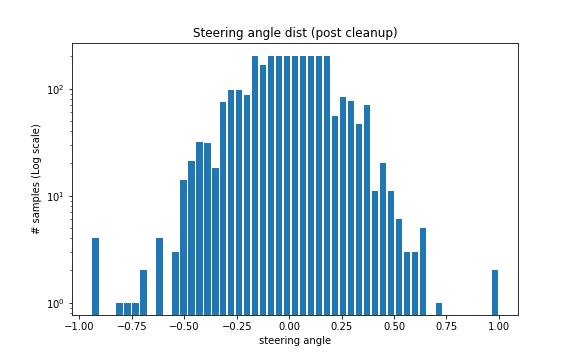 Steering angle dist (post cleanup)
# samples (Log scale)
10²
10¹
10⁰
−1.00 −0.75 −0.50 −0.25 0.00 0.25 0.50 0.75 1.00
steering angle